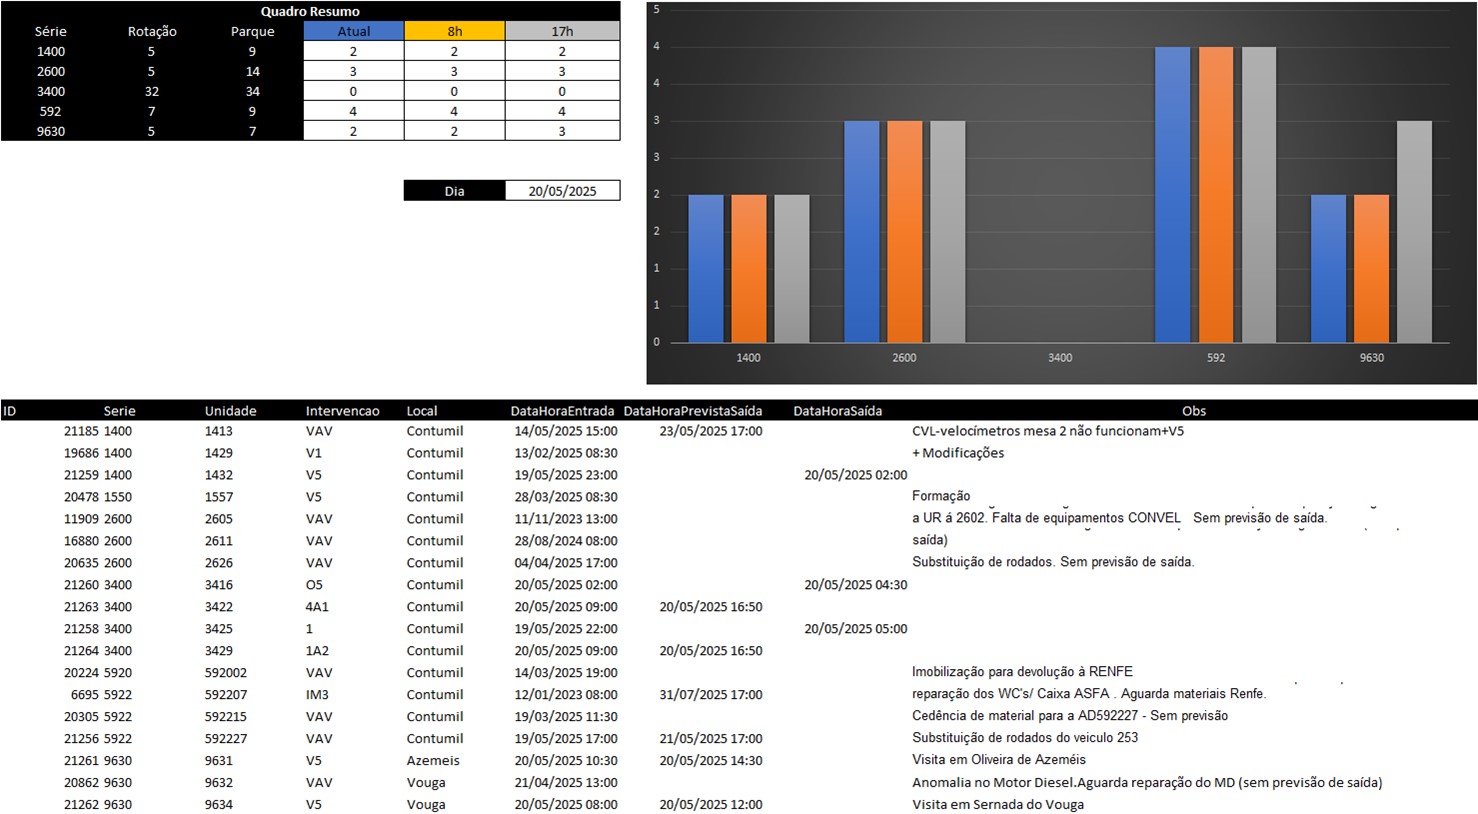 Quadro Resumo
Série Rotação Parque Atual 8h 17h
1400 5 9 2 2 2
2600 5 14 3 3 3
3400 32 34 0 0 0
592 7 9 4 4 4
9630 5 7 2 2 3
Dia 20/05/2025
5
4
4
3
3
2
2
1
1
0
1400 2600 3400 592 9630
ID Serie Unidade Intervencao Local DataHoraEntrada DataHoraPrevistaSaída DataHoraSaída Obs
21185 1400 1413 VAV Contumil 14/05/2025 15:00 23/05/2025 17:00 CVL-velocímetros mesa 2 não funcionam+V5
19686 1400 1429 V1 Contumil 13/02/2025 08:30 + Modificações
21259 1400 1432 V5 Contumil 19/05/2025 23:00 20/05/2025 02:00
20478 1550 1557 V5 Contumil 28/03/2025 08:30 Formação
11909 2600 2605 VAV Contumil 11/11/2023 13:00 a UR á 2602. Falta de equipamentos CONVEL Sem previsão de saída.
16880 2600 2611 VAV Contumil 28/08/2024 08:00 saída)
20635 2600 2626 VAV Contumil 04/04/2025 17:00 Substituição de rodados. Sem previsão de saída.
21260 3400 3416 O5 Contumil 20/05/2025 02:00 20/05/2025 04:30
21263 3400 3422 4A1 Contumil 20/05/2025 09:00 20/05/2025 16:50
21258 3400 3425 1 Contumil 19/05/2025 22:00 20/05/2025 05:00
21264 3400 3429 1A2 Contumil 20/05/2025 09:00 20/05/2025 16:50
20224 5920 592002 VAV Contumil 14/03/2025 19:00 Imobilização para devolução à RENFE
6695 5922 592207 IM3 Contumil 12/01/2023 08:00 31/07/2025 17:00 reparação dos WC's/ Caixa ASFA . Aguarda materiais Renfe.
20305 5922 592215 VAV Contumil 19/03/2025 11:30 Cedência de material para a AD592227 - Sem previsão
21256 5922 592227 VAV Contumil 19/05/2025 17:00 21/05/2025 17:00 Substituição de rodados do veiculo 253
21261 9630 9631 V5 Azemeis 20/05/2025 10:30 20/05/2025 14:30 Visita em Oliveira de Azeméis
20862 9630 9632 VAV Vouga 21/04/2025 13:00 Anomalia no Motor Diesel.Aguarda reparação do MD (sem previsão de saída)
21262 9630 9634 V5 Vouga 20/05/2025 08:00 20/05/2025 12:00 Visita em Sernada do Vouga